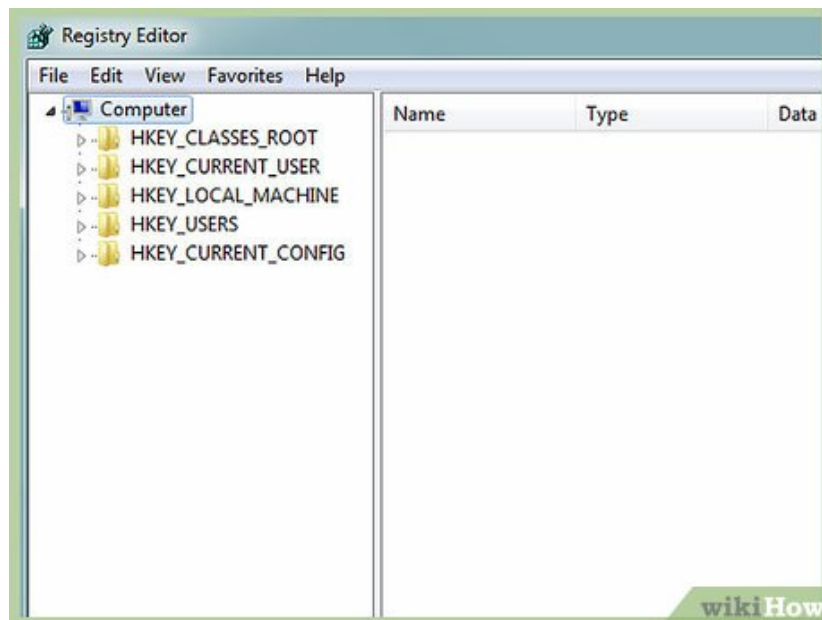 Registry Editor
File Edit View Favorites Help
Computer
HKEY_CLASSES_ROOT
HKEY_CURRENT_USER
HKEY_LOCAL_MACHINE
HKEY_USERS
HKEY_CURRENT_CONFIG
Name Type Data
wikiHow